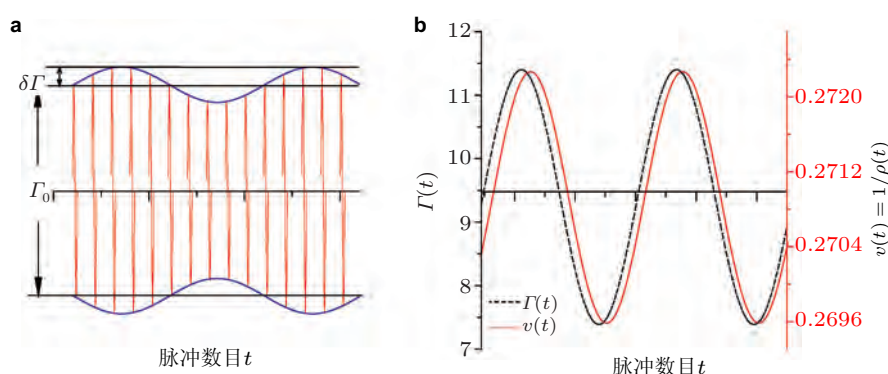 a
δΓ
Γ₀
脉冲数目t
b
12
11
10
9
8
7
Γ(t)
Γ(t)
v(t)
脉冲数目t
0.2720
0.2712
0.2704
0.2696
v(t) = 1/ρ(t)